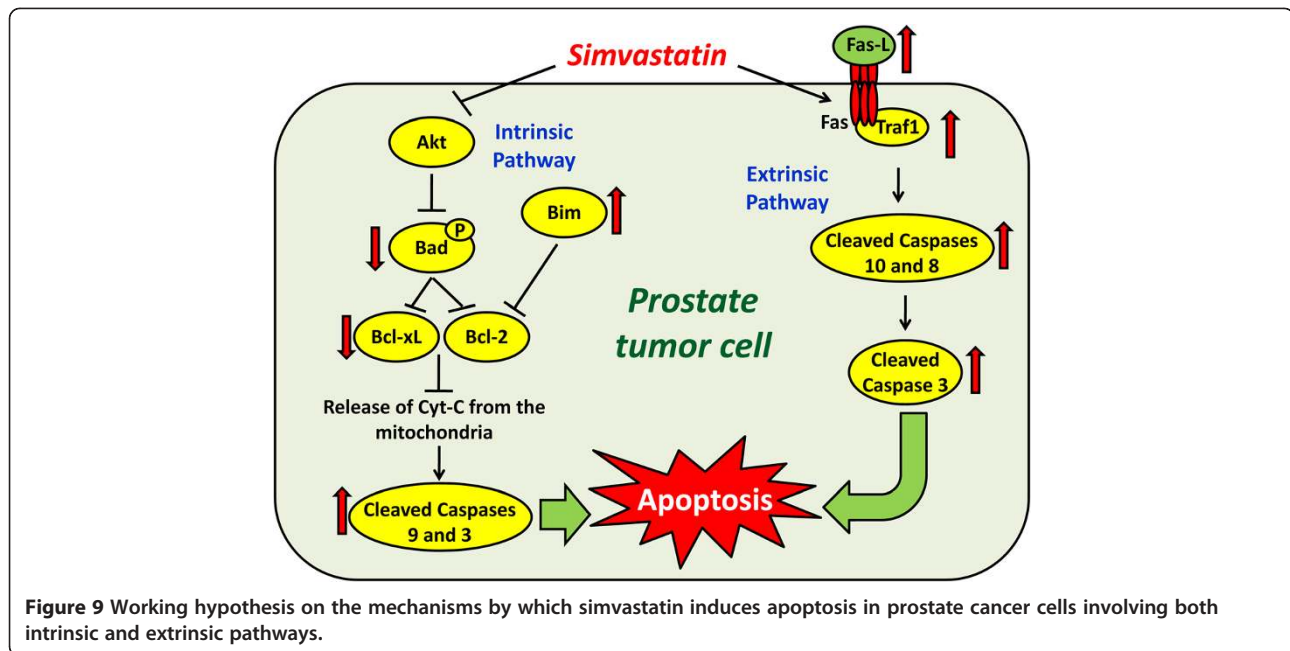 Simvastatin
Fas-L
Fas
Traf1
Akt
Intrinsic
Pathway
Extrinsic
Pathway
Bim
P
Bad
Cleaved Caspases
10 and 8
Prostate
tumor cell
Bcl-xL
Bcl-2
Cleaved
Caspase 3
Release of Cyt-C from the
mitochondria
Apoptosis
Cleaved Caspases
9 and 3
Figure 9 Working hypothesis on the mechanisms by which simvastatin induces apoptosis in prostate cancer cells involving both
intrinsic and extrinsic pathways.